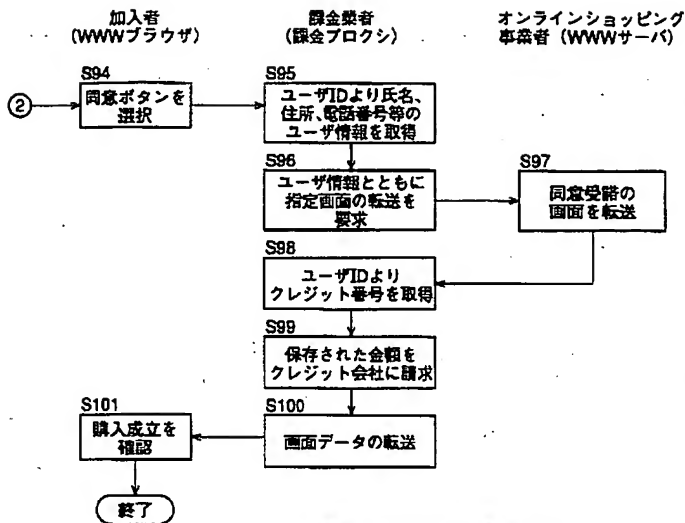 加入者
(WWWブラウザ)
課金業者
(課金プロクシ)
オンラインショッピング
事業者 (WWWサーバ)
S94
②
同意ボタンを
選択
S95
ユーザIDより氏名、
住所、電話番号等の
ユーザ情報を取得
S96
ユーザ情報とともに
指定画面の転送を
要求
S97
同意受諾の
画面を転送
S98
ユーザIDより
クレジット番号を取得
S99
保存された金額を
クレジット会社に請求
S100
画面データの転送
S101
購入成立を
確認
終了